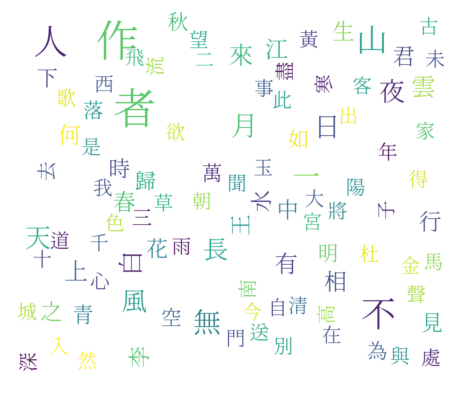 秋
古
人
作
望
黃
生
山
飛
二
來
江
君
未
流
下
西
盡
寒
事
此
客
夜
雲
歌
落
者
何
是
欲
月
如
日
出
家
年
去
時
我
歸
萬
聞
玉
一
陽
得
春
草
朝
水
中
大
將
子
色
三
王
宮
行
天
道
十
千
白
花
雨
長
有
明
杜
金
馬
上
心
相
聲
城
之
青
風
空
無
南
今
自
清
高
不
見
門
送
別
在
為
與
處
深
入
然
李